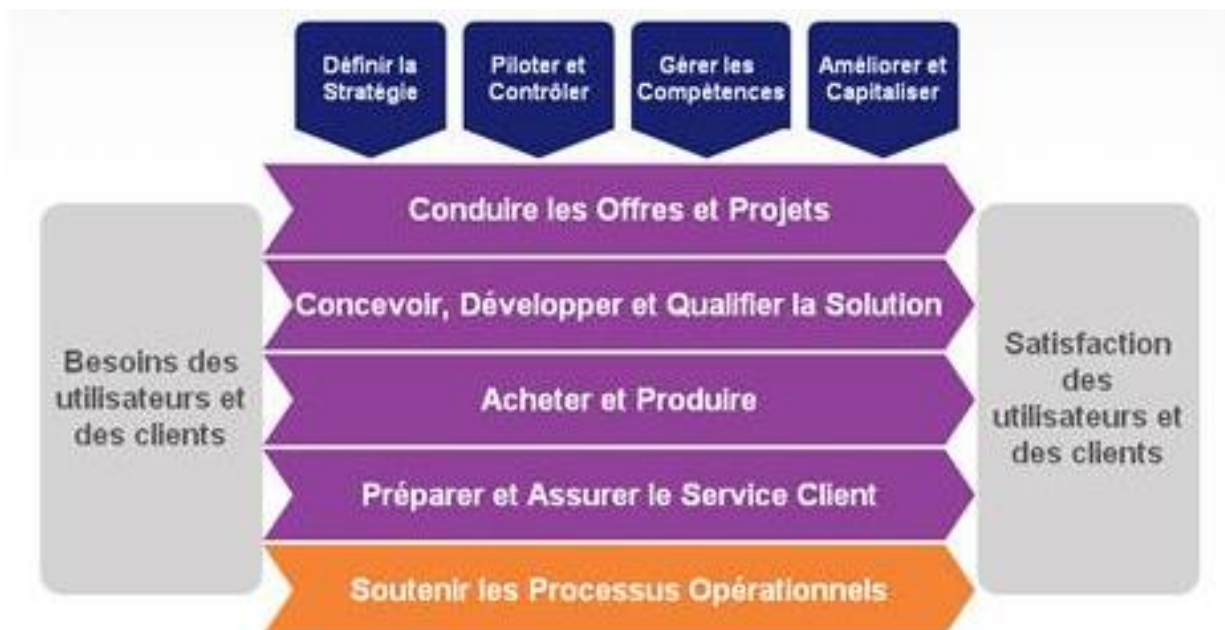 Définir la
Stratégie
Piloter et
Contrôler
Gérer les
Compétences
Améliorer et
Capitaliser
Conduire les Offres et Projets
Concevoir, Développer et Qualifier la Solution
Acheter et Produire
Préparer et Assurer le Service Client
Soutenir les Processus Opérationnels
Besoins des
utilisateurs et
des clients
Satisfaction
des
utilisateurs et
des clients